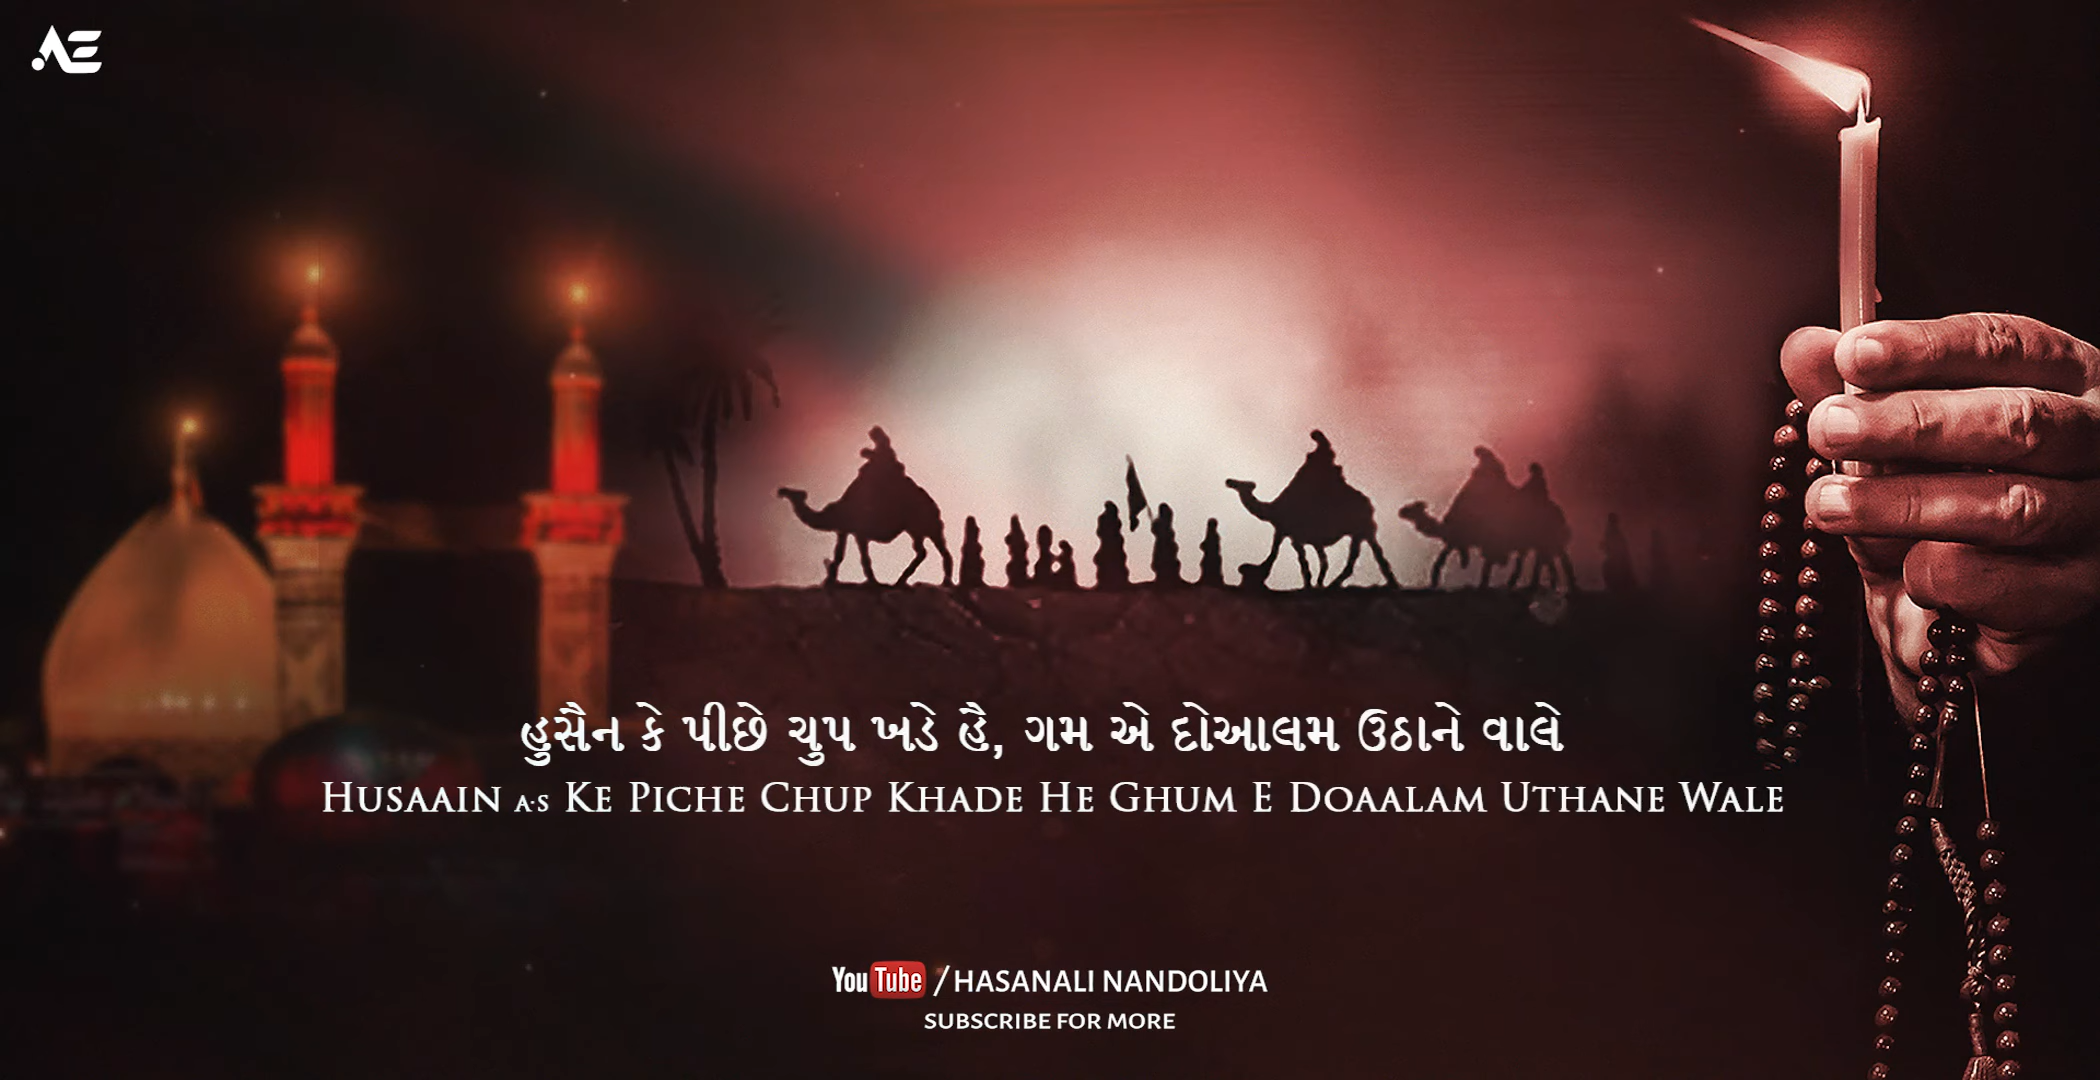 AE
હુસૈન કે પીછે ચુપ ખડે હૈ, ગમ એ દોઆલમ ઉઠાને વાલે
HUSAAIN A.S KE PICHE CHUP KHADE HE GHUM E DOAALAM UTHANE WALE
YouTube /HASANALI NANDOLIYA
SUBSCRIBE FOR MORE